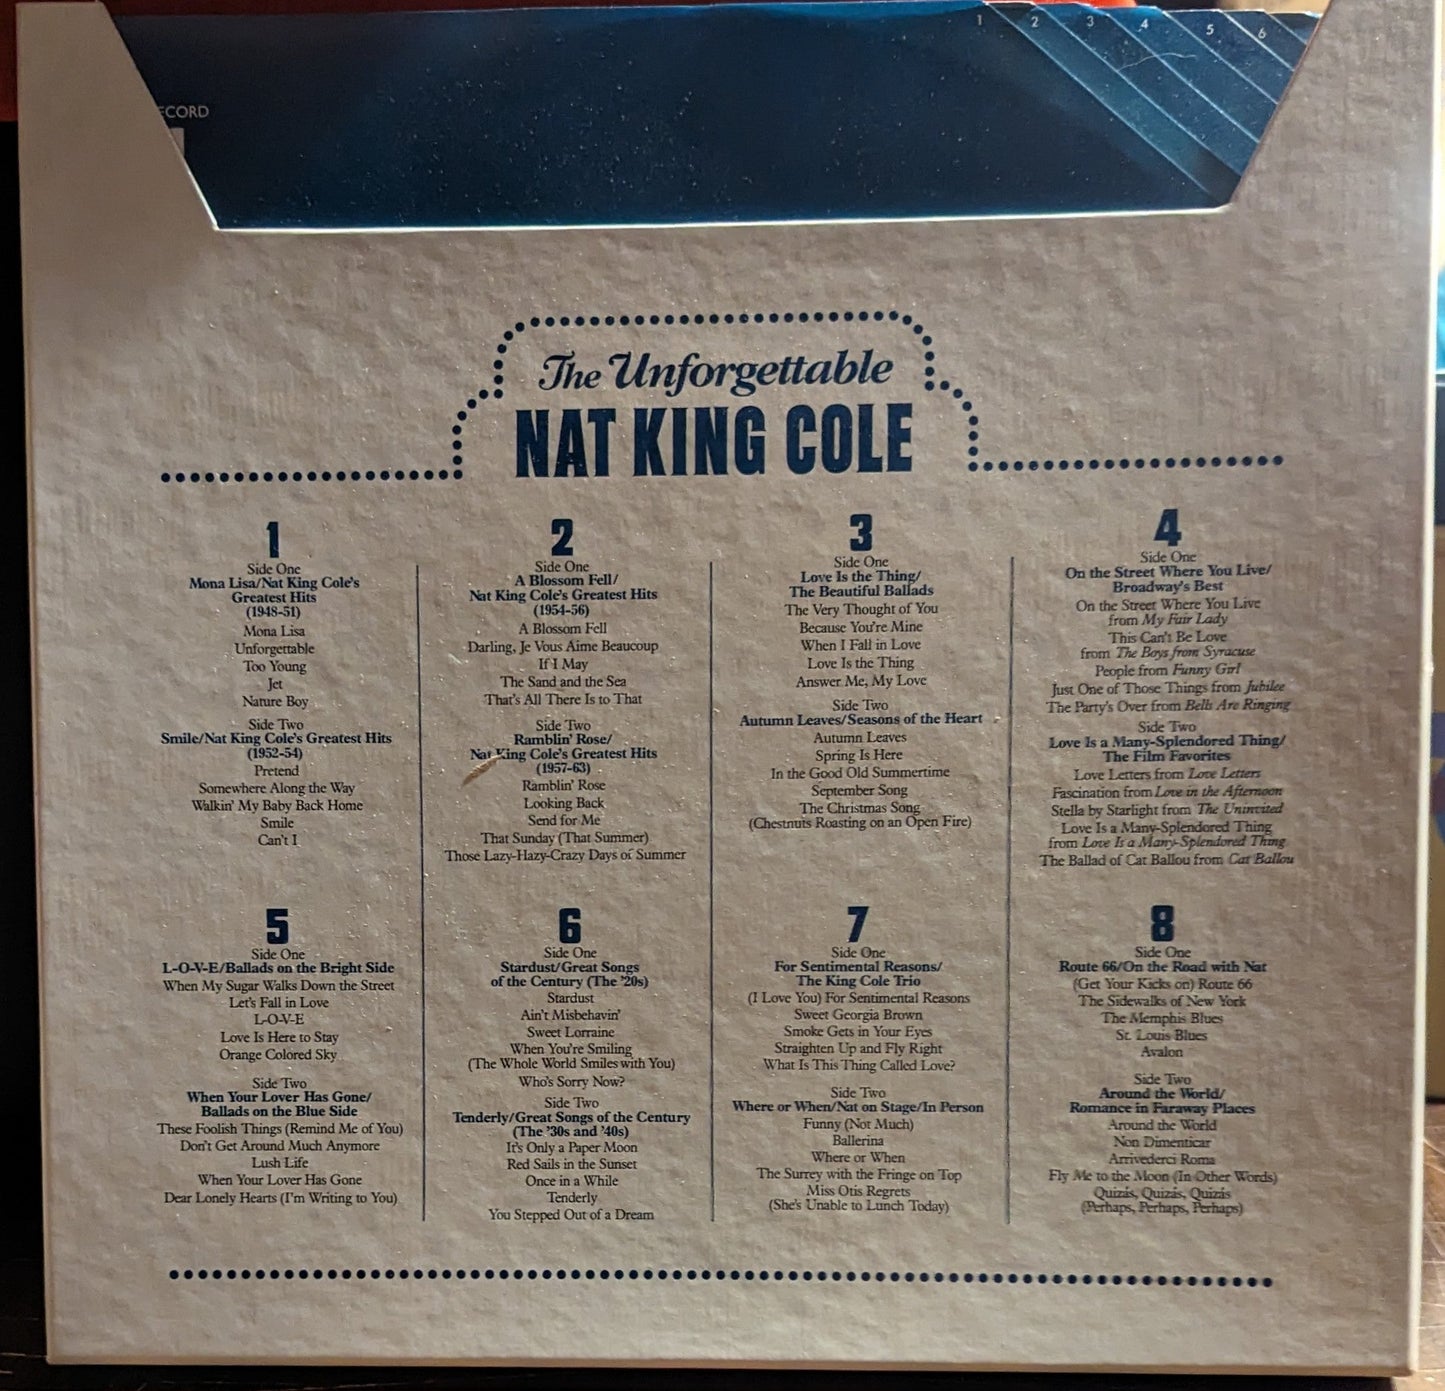 1 2 3 4 5 6
ECORD
The Unforgettable
NAT KING COLE
1
Side One
Mona Lisa/Nat King Cole's
Greatest Hits
(1948-51)
Mona Lisa
Unforgettable
Too Young
Jet
Nature Boy
Side Two
Smile/Nat King Cole's Greatest Hits
(1952-54)
Pretend
Somewhere Along the Way
Walkin' My Baby Back Home
Smile
Can't I
2
Side One
A Blossom Fell/
Nat King Cole's Greatest Hits
(1954-56)
A Blossom Fell
Darling, Je Vous Aime Beaucoup
If I May
The Sand and the Sea
That's All There Is to That
Side Two
Ramblin' Rose/
Nat King Cole's Greatest Hits
(1957-63)
Ramblin' Rose
Looking Back
Send for Me
That Sunday (That Summer)
Those Lazy-Hazy-Crazy Days of Summer
3
Side One
Love Is the Thing/
The Beautiful Ballads
The Very Thought of You
Because You're Mine
When I Fall in Love
Love Is the Thing
Answer Me, My Love
Side Two
Autumn Leaves/Seasons of the Heart
Autumn Leaves
Spring Is Here
In the Good Old Summertime
September Song
The Christmas Song
(Chestnuts Roasting on an Open Fire)
4
Side One
On the Street Where You Live/
Broadway's Best
On the Street Where You Live
from My Fair Lady
This Can't Be Love
from The Boys from Syracuse
People from Funny Girl
Just One of Those Things from Jubilee
The Party's Over from Bells Are Ringing
Side Two
Love Is a Many-Splendored Thing/
The Film Favorites
Love Letters from Love Letters
Fascination from Love in the Afternoon
Stella by Starlight from The Uninvited
Love Is a Many-Splendored Thing
from Love Is a Many-Splendored Thing
The Ballad of Cat Ballou from Cat Ballou
5
Side One
L-O-V-E/Ballads on the Bright Side
When My Sugar Walks Down the Street
Let's Fall in Love
L-O-V-E
Love Is Here to Stay
Orange Colored Sky
Side Two
When Your Lover Has Gone/
Ballads on the Blue Side
These Foolish Things (Remind Me of You)
Don't Get Around Much Anymore
Lush Life
When Your Lover Has Gone
Dear Lonely Hearts (I'm Writing to You)
6
Side One
Stardust/Great Songs
of the Century (The '20s)
Stardust
Ain't Misbehavin'
Sweet Lorraine
When You're Smiling
(The Whole World Smiles with You)
Who's Sorry Now?
Side Two
Tenderly/Great Songs of the Century
(The '30s and '40s)
It's Only a Paper Moon
Red Sails in the Sunset
Once in a While
Tenderly
You Stepped Out of a Dream
7
Side One
For Sentimental Reasons/
The King Cole Trio
(I Love You) For Sentimental Reasons
Sweet Georgia Brown
Smoke Gets in Your Eyes
Straighten Up and Fly Right
What Is This Thing Called Love?
Side Two
Where or When/Nat on Stage/In Person
Funny (Not Much)
Ballerina
Where or When
The Surrey with the Fringe on Top
Miss Otis Regrets
(She's Unable to Lunch Today)
8
Side One
Route 66/On the Road with Nat
(Get Your Kicks on) Route 66
The Sidewalks of New York
The Memphis Blues
St. Louis Blues
Avalon
Side Two
Around the World/
Romance in Faraway Places
Around the World
Non Dimenticar
Arrivederci Roma
Fly Me to the Moon (In Other Words)
Quizás, Quizás, Quizás
(Perhaps, Perhaps, Perhaps)